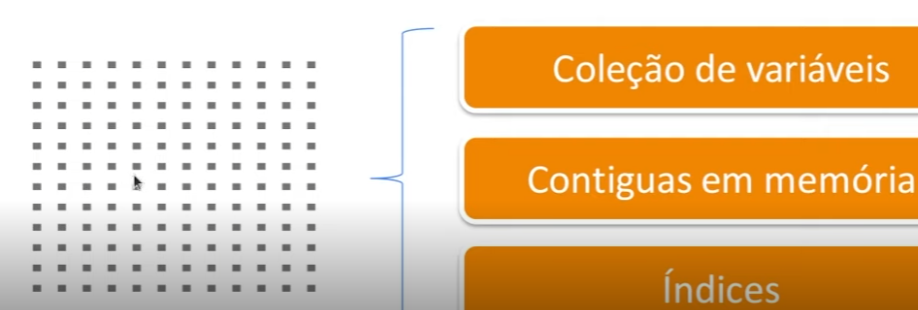 Coleção de variáveis
Contiguas em memória
Índices